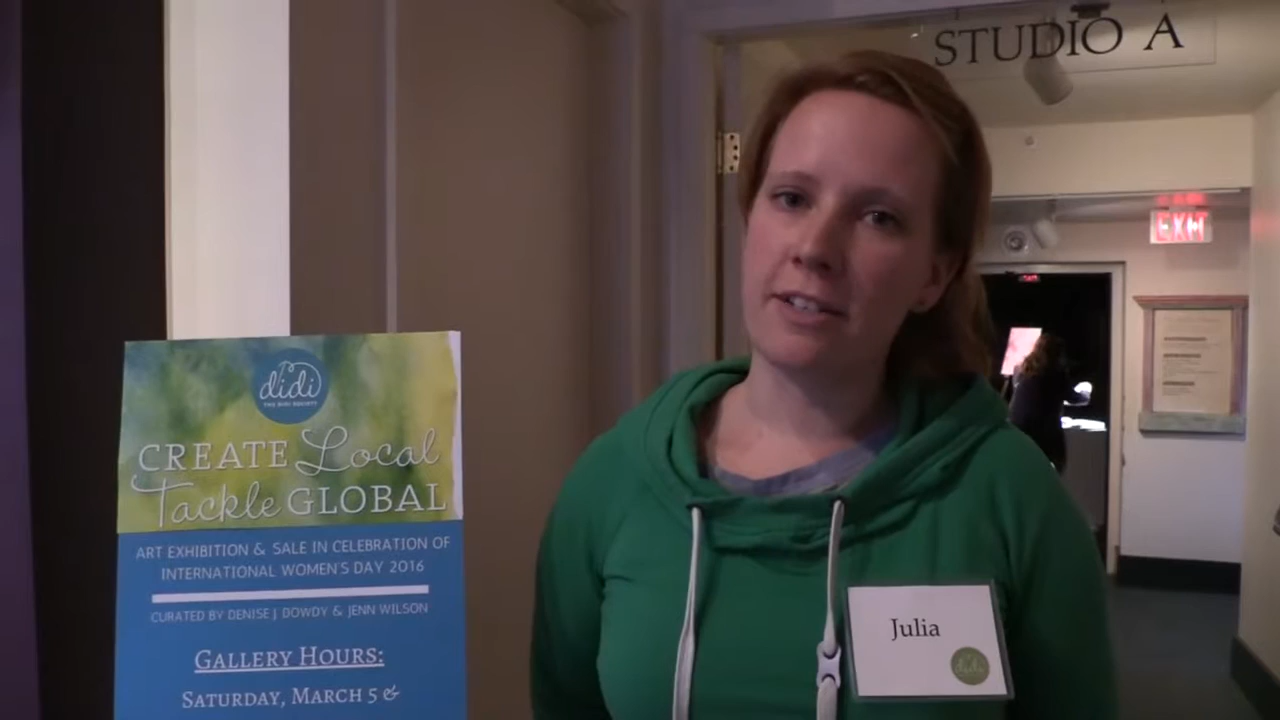 STUDIO A
EXIT
didi
THE DIDI SOCIETY
CREATE Local
Tackle GLOBAL
ART EXHIBITION & SALE IN CELEBRATION OF
INTERNATIONAL WOMEN'S DAY 2016
CURATED BY DENISE J DOWDY & JENN WILSON
GALLERY HOURS:
SATURDAY, MARCH 5 &
Julia
didi